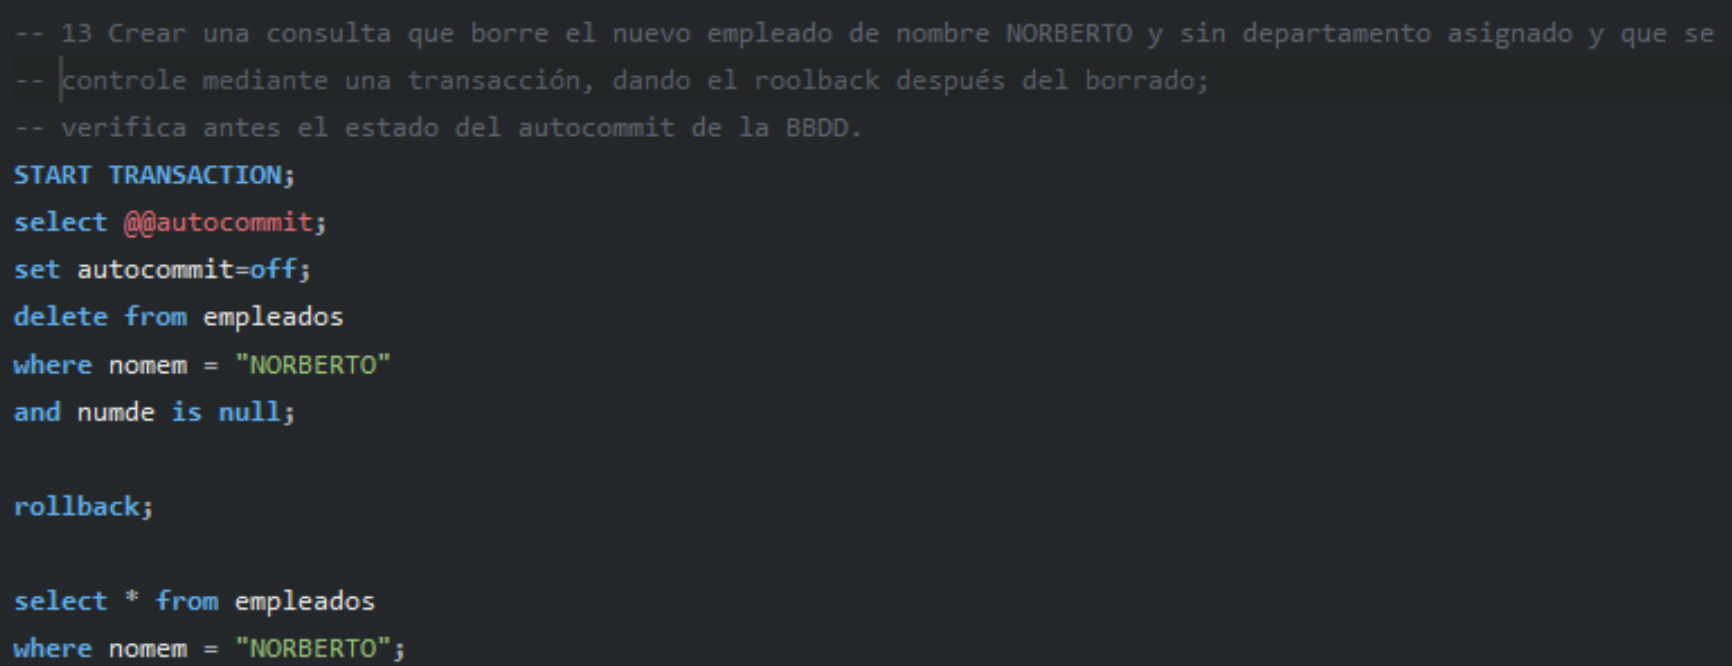 -- 13 Crear una consulta que borre el nuevo empleado de nombre NORBERTO y sin departamento asignado y que se
-- controle mediante una transacción, dando el roolback después del borrado;
-- verifica antes el estado del autocommit de la BBDD.
START TRANSACTION;
select @@autocommit;
set autocommit=off;
delete from empleados
where nomem = "NORBERTO"
and numde is null;
rollback;
select * from empleados
where nomem = "NORBERTO";